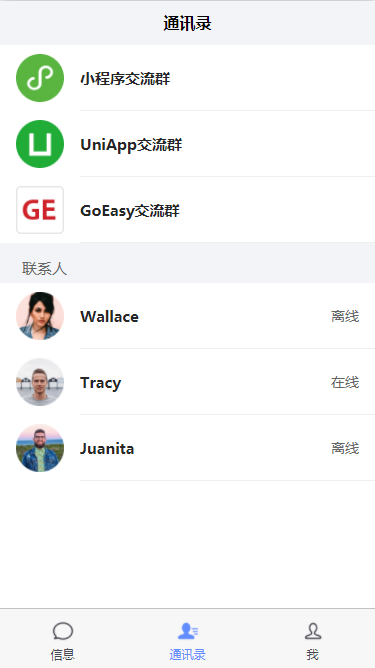 通讯录
小程序交流群
UniApp交流群
GE GoEasy交流群
联系人
Wallace 离线
Tracy 在线
Juanita 离线
信息 通讯录 我